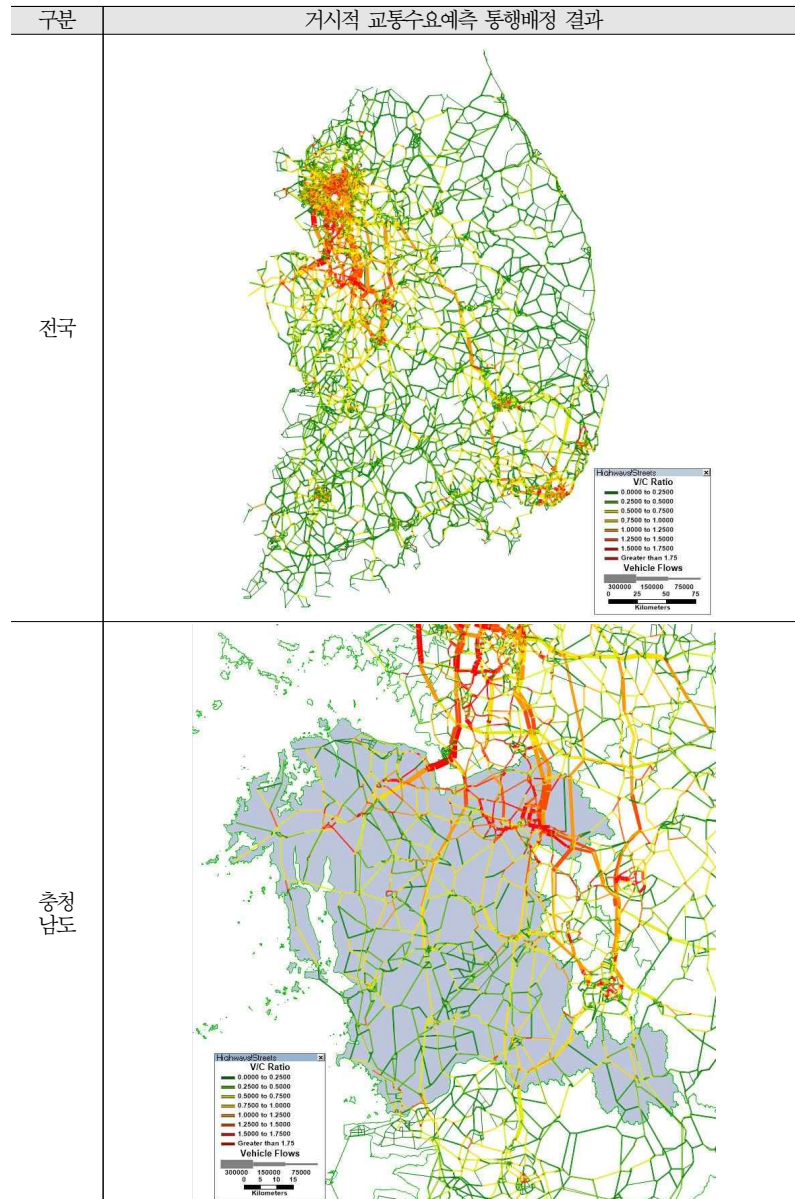 구분 거시적 교통수요예측 통행배정 결과
전국
Highways/Streets
V/C Ratio
0.0000 to 0.2500
0.2500 to 0.5000
0.5000 to 0.7500
0.7500 to 1.0000
1.0000 to 1.2500
1.2500 to 1.5000
1.5000 to 1.7500
Greater than 1.75
Vehicle Flows
300000 150000 75000
0 25 50 75
Kilometers
충청
남도
Highways/Streets
V/C Ratio
0.0000 to 0.2500
0.2500 to 0.5000
0.5000 to 0.7500
0.7500 to 1.0000
1.0000 to 1.2500
1.2500 to 1.5000
1.5000 to 1.7500
Greater than 1.75
Vehicle Flows
300000 150000 75000
0 5 10 15
Kilometers